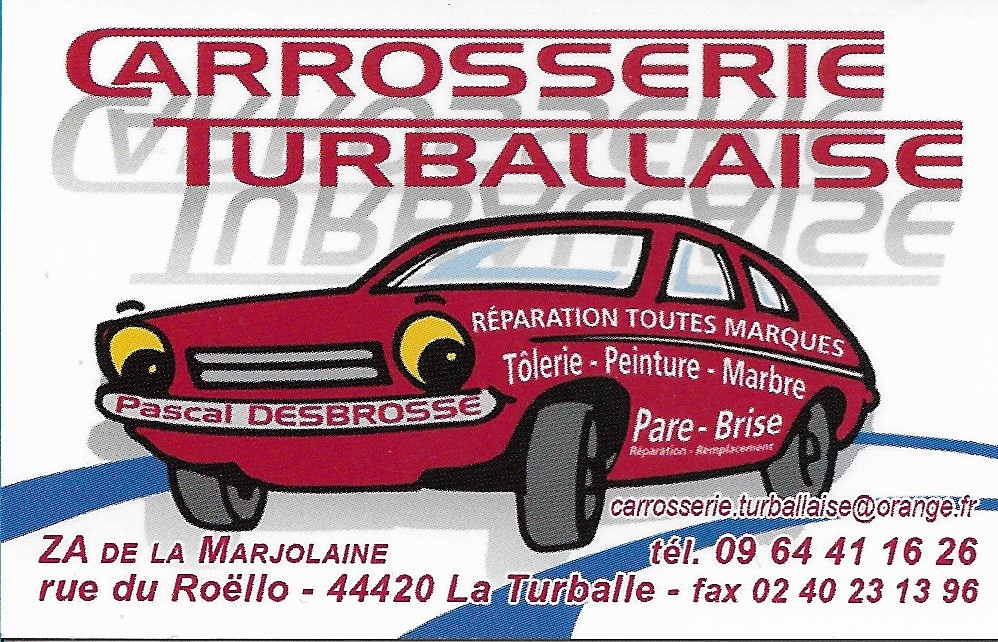 CARROSSERIE
TURBALLAISE
RÉPARATION TOUTES MARQUES
Tôlerie - Peinture - Marbre
Pascal DESBROSSE
Pare - Brise
Réparation - Remplacement
carrosserie.turballaise@orange.fr
ZA DE LA MARJOLAINE
tél. 09 64 41 16 26
rue du Roëllo - 44420 La Turballe - fax 02 40 23 13 96